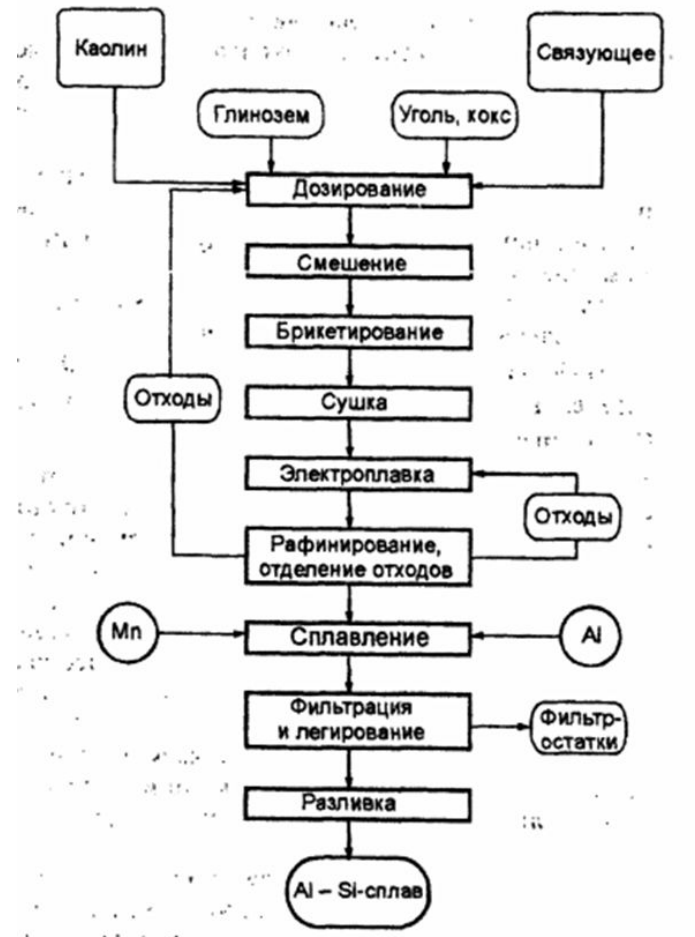 Каолин
Связующее
Глинозем
Уголь, кокс
Дозирование
Смешение
Брикетирование
Отходы
Сушка
Электроплавка
Отходы
Рафинирование,
отделение отходов
Mn
Сплавление
Al
Фильтрация
и легирование
Фильтр-
остатки
Разливка
Al – Si-сплав